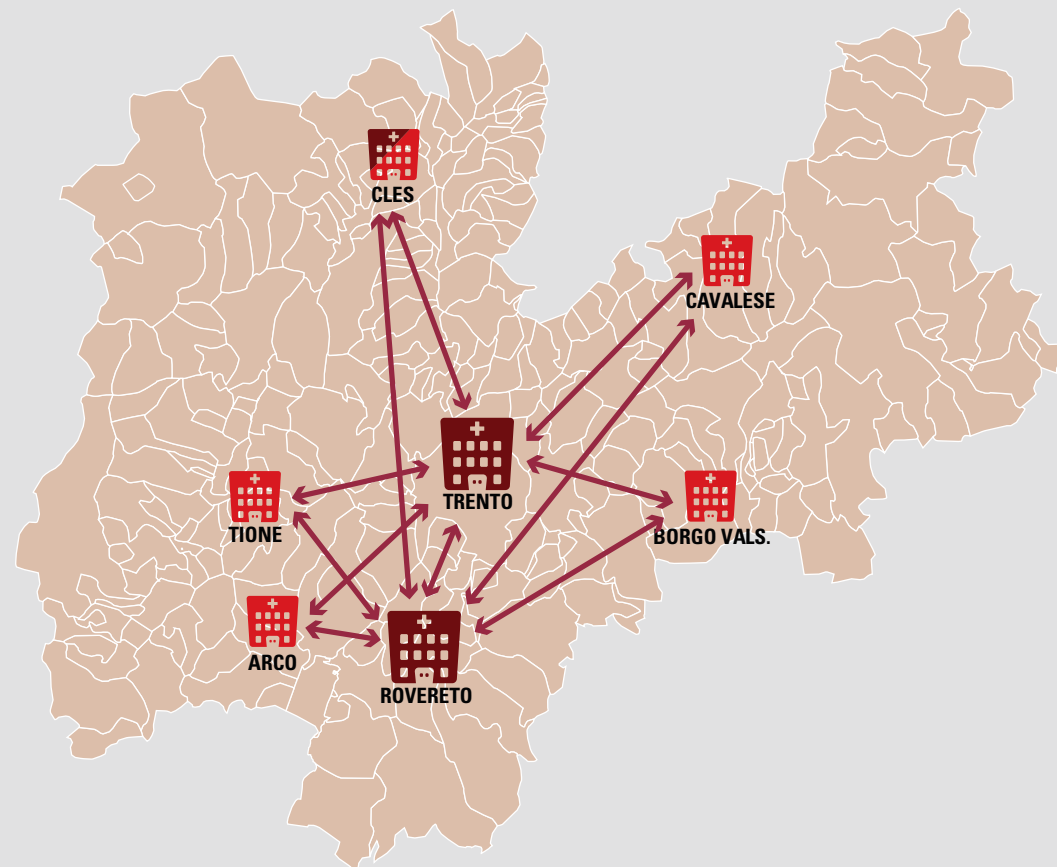 CLES
CAVALESE
TRENTO
TIONE
BORGO VALS.
ARCO
ROVERETO